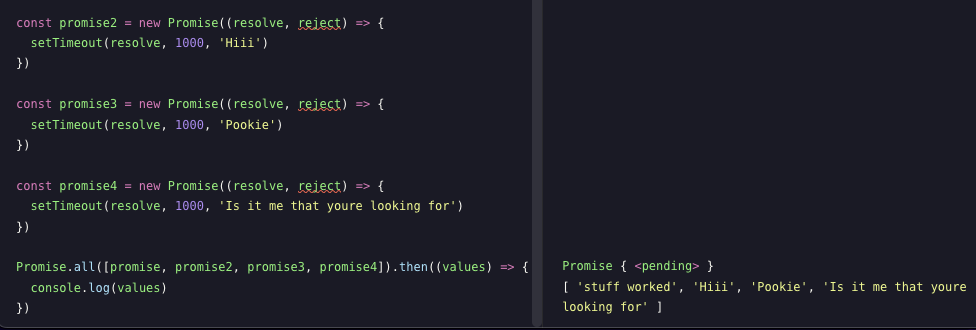 const promise2 = new Promise((resolve, reject) => {
  setTimeout(resolve, 1000, 'Hiii')
})

const promise3 = new Promise((resolve, reject) => {
  setTimeout(resolve, 1000, 'Pookie')
})

const promise4 = new Promise((resolve, reject) => {
  setTimeout(resolve, 1000, 'Is it me that youre looking for')
})

Promise.all([promise, promise2, promise3, promise4]).then((values) => {
  console.log(values)
})

Promise { <pending> }
[ 'stuff worked', 'Hiii', 'Pookie', 'Is it me that youre
looking for' ]